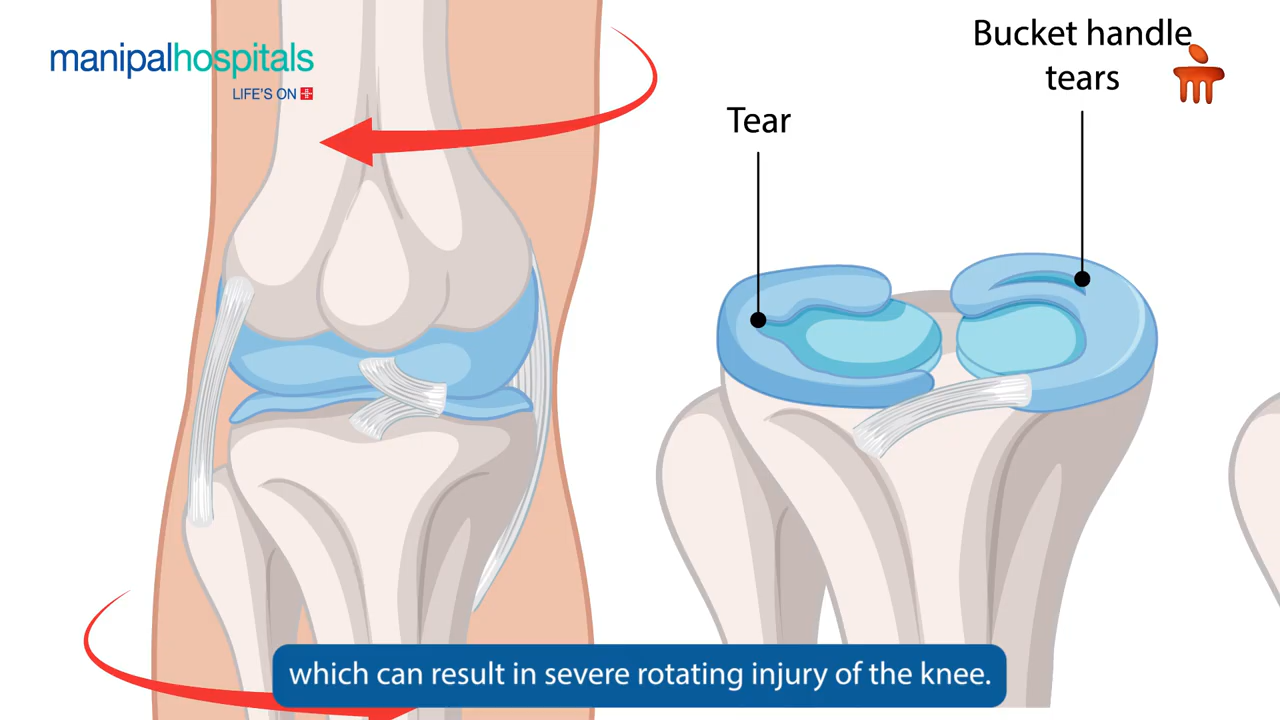 manipalhospitals
LIFE'S ON
Bucket handle
tears
Tear
which can result in severe rotating injury of the knee.